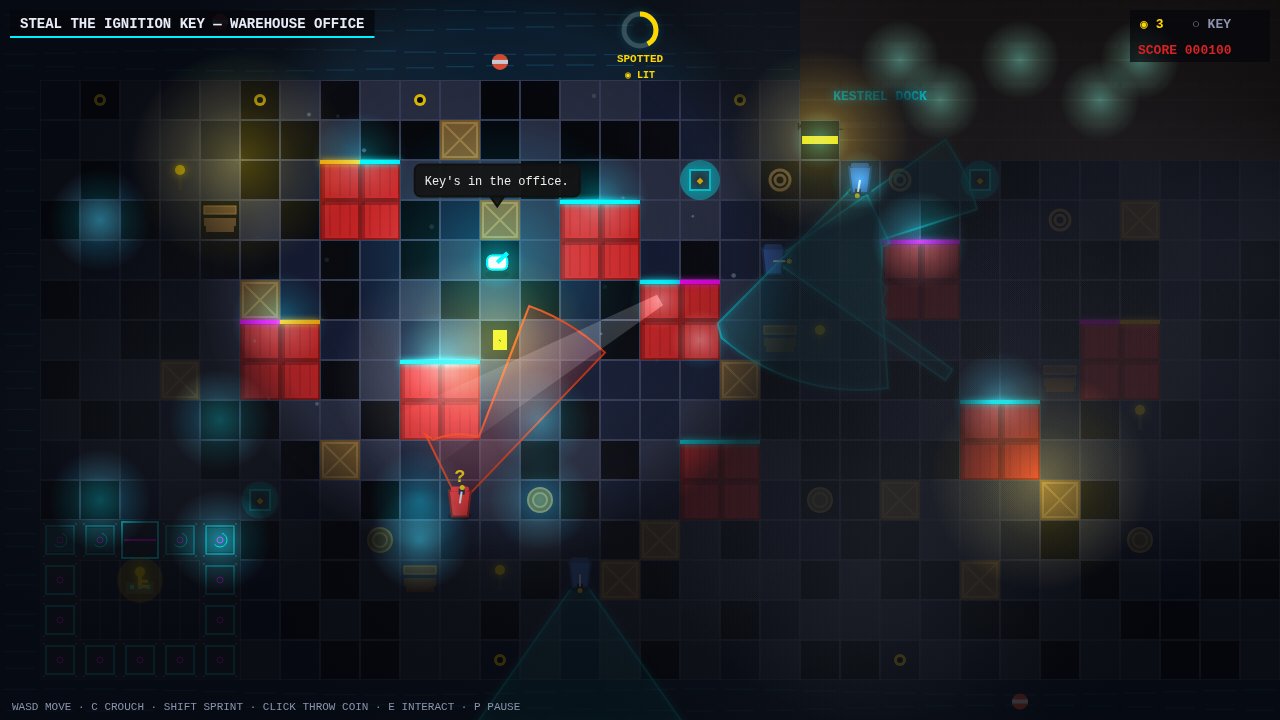 STEAL THE IGNITION KEY — WAREHOUSE OFFICE
SPOTTED
◉ LIT
◉ 3 ○ KEY
SCORE 000100
KESTREL DOCK
Key's in the office.
?
WASD MOVE · C CROUCH · SHIFT SPRINT · CLICK THROW COIN · E INTERACT · P PAUSE